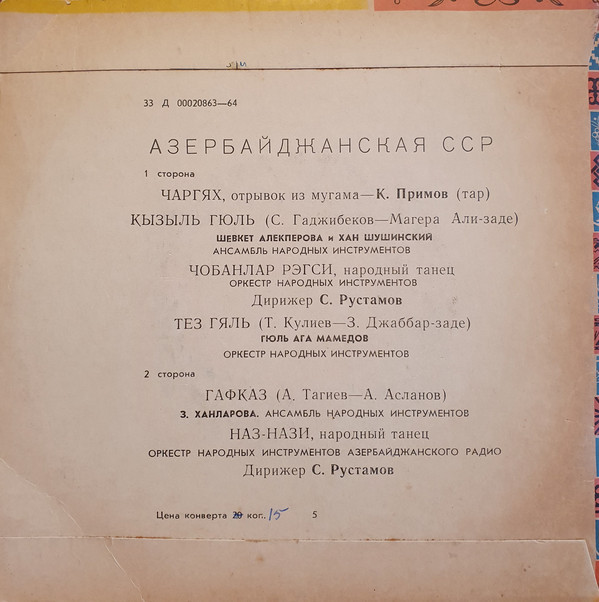 33 Д 00020863—64
АЗЕРБАЙДЖАНСКАЯ ССР
1 сторона
ЧАРГЯХ, отрывок из мугама—К. Примов (тар)
ҚЫЗЫЛЬ ГЮЛЬ (С. Гаджибеков—Магера Али-заде)
ШЕВКЕТ АЛЕКПЕРОВА и ХАН ШУШИНСКИЙ
АНСАМБЛЬ НАРОДНЫХ ИНСТРУМЕНТОВ
ЧОБАНЛАР РЭГСИ, народный танец
ОРКЕСТР НАРОДНЫХ ИНСТРУМЕНТОВ
Дирижер С. Рустамов
ТЕЗ ГЯЛЬ (Т. Кулиев—З. Джаббар-заде)
ГЮЛЬ АГА МАМЕДОВ
ОРКЕСТР НАРОДНЫХ ИНСТРУМЕНТОВ
2 сторона
ГАФҚАЗ (А. Тагиев—А. Асланов)
З. ХАНЛАРОВА. АНСАМБЛЬ НАРОДНЫХ ИНСТРУМЕНТОВ
НАЗ-НАЗИ, народный танец
ОРКЕСТР НАРОДНЫХ ИНСТРУМЕНТОВ АЗЕРБАЙДЖАНСКОГО РАДИО
Дирижер С. Рустамов
Цена конверта 20 коп. 15 5